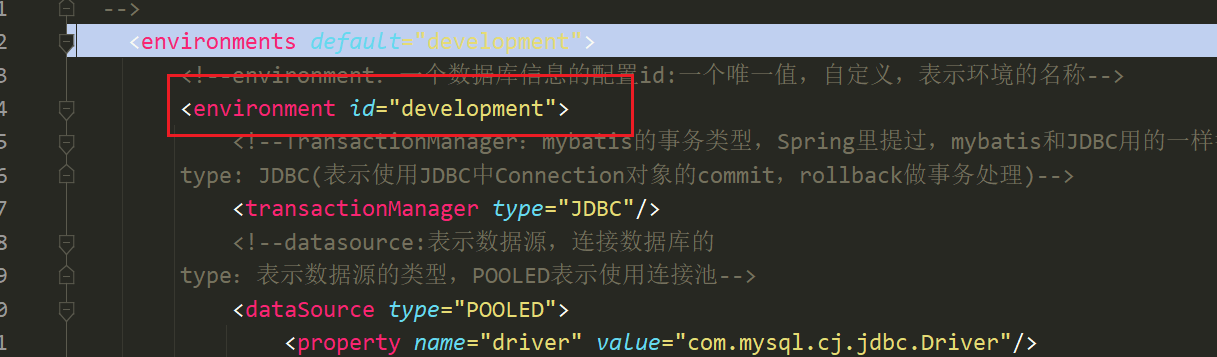 1 -->
2 <environments default="development">
3 <!--environment: 一个数据库信息的配置id:一个唯一值，自定义，表示环境的名称-->
4 <environment id="development">
5 <!--TransactionManager：mybatis的事务类型，Spring里提过，mybatis和JDBC用的一样
6 type: JDBC(表示使用JDBC中Connection对象的commit，rollback做事务处理)-->
7 <transactionManager type="JDBC"/>
8 <!--datasource:表示数据源，连接数据库的
9 type：表示数据源的类型，POOLED表示使用连接池-->
0 <dataSource type="POOLED">
1 <property name="driver" value="com.mysql.cj.jdbc.Driver"/>